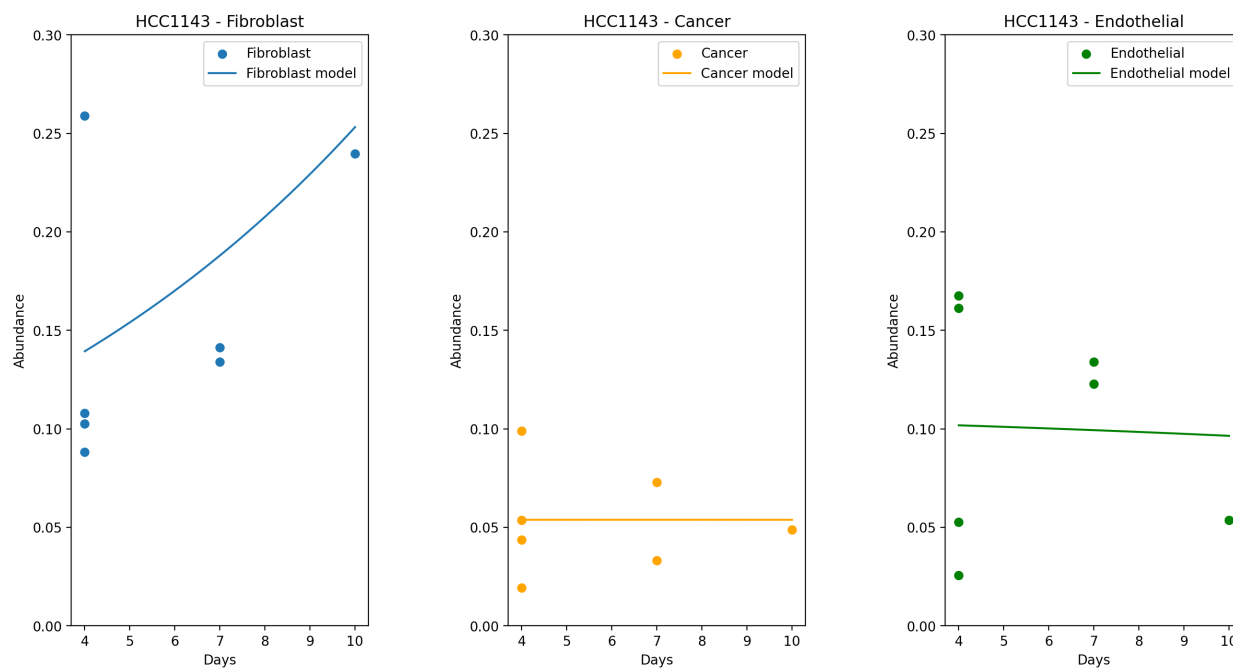 HCC1143 - Fibroblast
Abundance
0.30
0.25
0.20
0.15
0.10
0.05
0.00
Fibroblast
Fibroblast model
4 5 6 7 8 9 10
Days
HCC1143 - Cancer
Abundance
0.30
0.25
0.20
0.15
0.10
0.05
0.00
Cancer
Cancer model
4 5 6 7 8 9 10
Days
HCC1143 - Endothelial
Abundance
0.30
0.25
0.20
0.15
0.10
0.05
0.00
Endothelial
Endothelial model
4 5 6 7 8 9 10
Days